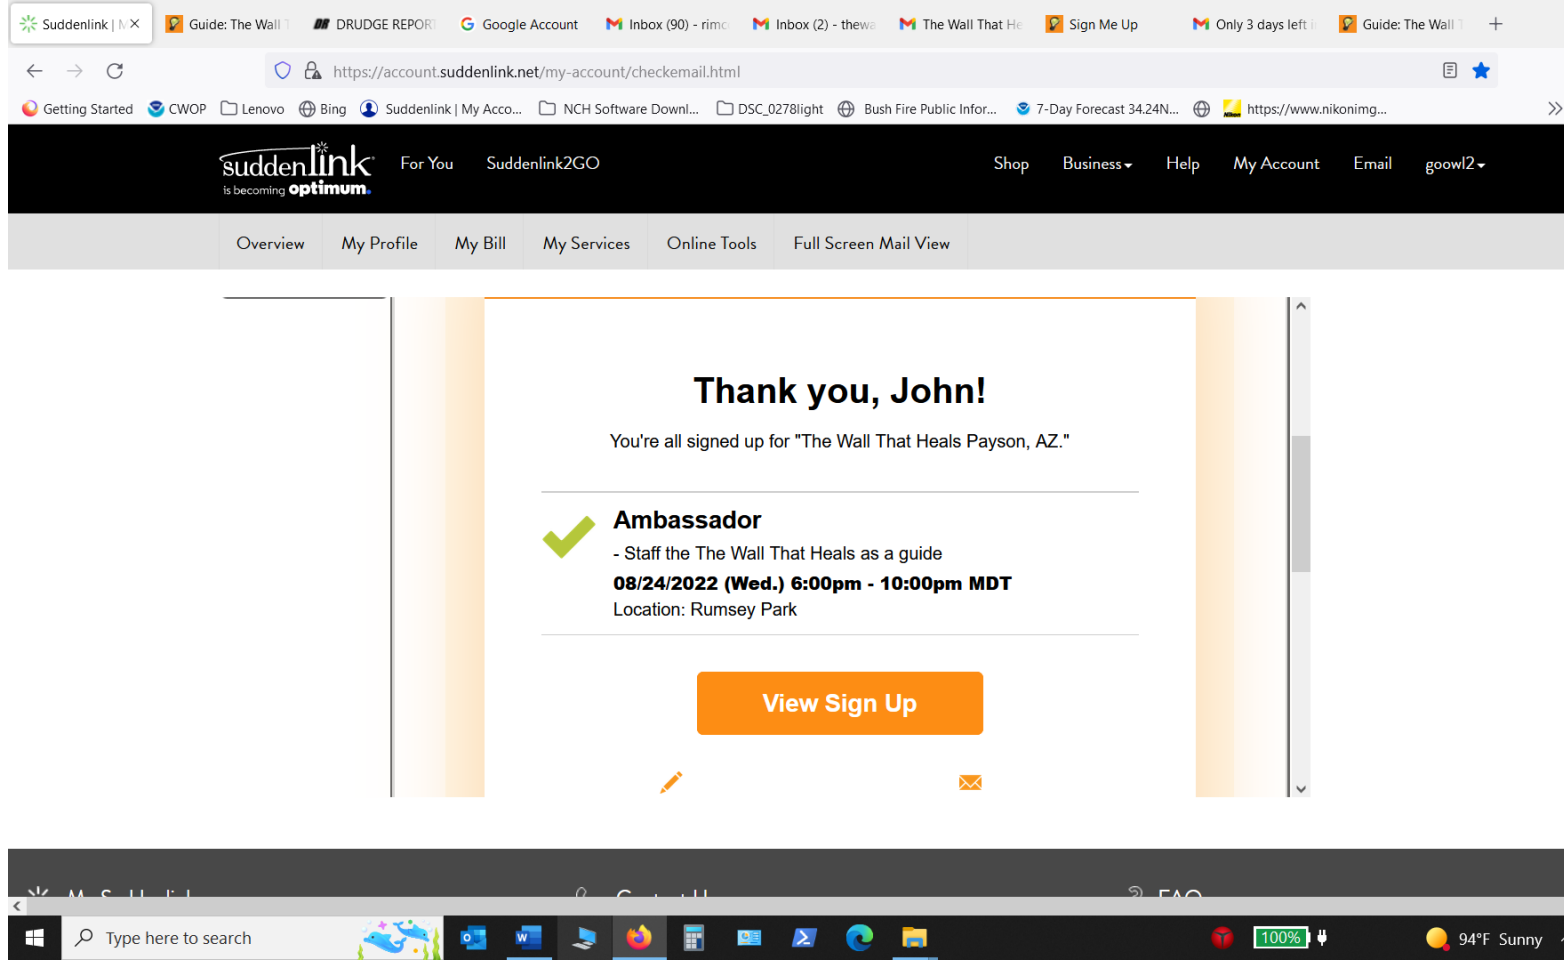 Suddenlink | M
Guide: The Wall T
DR DRUDGE REPORT
Google Account
Inbox (90) - rimc
Inbox (2) - thewa
The Wall That He
Sign Me Up
Only 3 days left i
Guide: The Wall T
https://account.suddenlink.net/my-account/checkemail.html
Getting Started
CWOP
Lenovo
Bing
Suddenlink | My Acco...
NCH Software Downl...
DSC_0278light
Bush Fire Public Infor...
7-Day Forecast 34.24N...
https://www.nikonimg...
suddenlink
is becoming optimum.
For You
Suddenlink2GO
Shop
Business
Help
My Account
Email
goowl2
Overview
My Profile
My Bill
My Services
Online Tools
Full Screen Mail View
Thank you, John!
You're all signed up for "The Wall That Heals Payson, AZ."
Ambassador
- Staff the The Wall That Heals as a guide
08/24/2022 (Wed.) 6:00pm - 10:00pm MDT
Location: Rumsey Park
View Sign Up
FAQ
Type here to search
100%
94°F Sunny